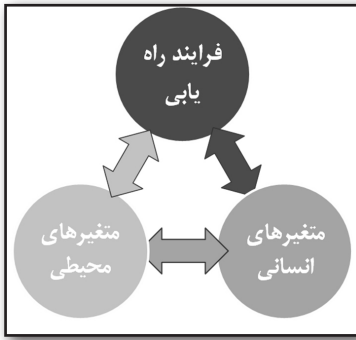 فرایند راه
یابی
متغیرهای
انسانی
متغیرهای
محیطی